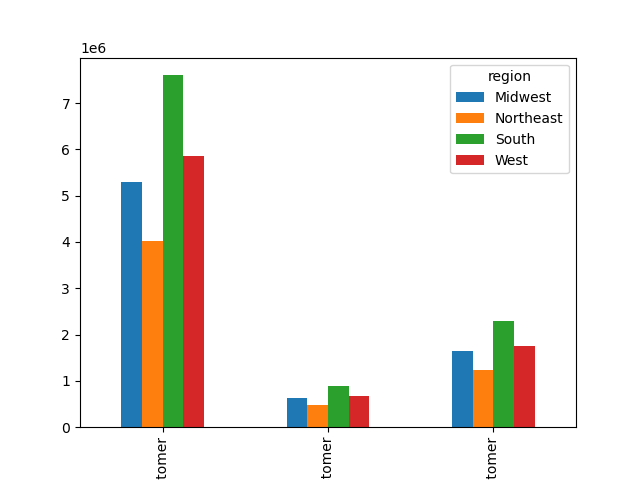 1e6
7
6
5
4
3
2
1
0
region
Midwest
Northeast
South
West
tomer
tomer
tomer